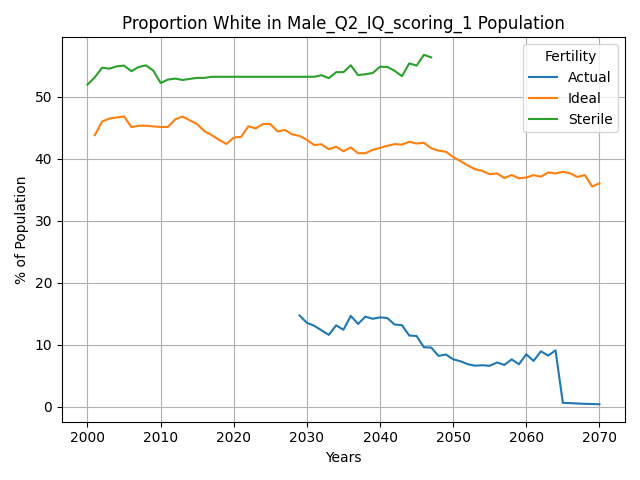 Proportion White in Male_Q2_IQ_scoring_1 Population
Fertility
Actual
Ideal
Sterile
% of Population
50
40
30
20
10
0
2000 2010 2020 2030 2040 2050 2060 2070
Years